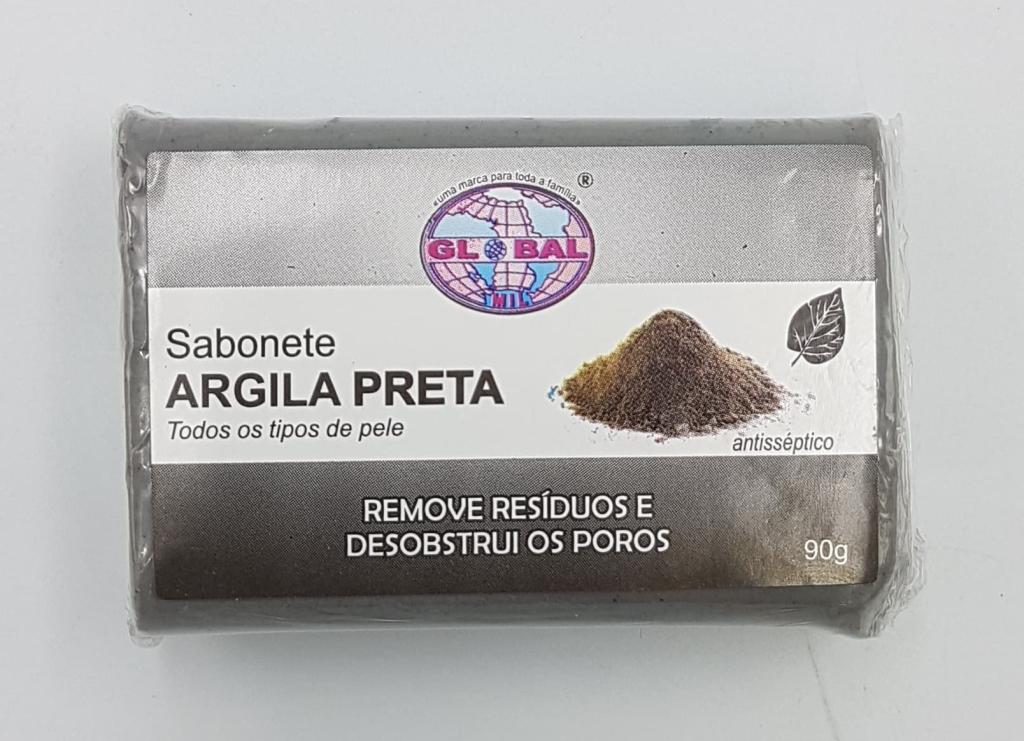 «uma marca para toda a família»
®
GLOBAL
MIL
Sabonete
ARGILA PRETA
Todos os tipos de pele
antisséptico
REMOVE RESÍDUOS E
DESOBSTRUI OS POROS
90g